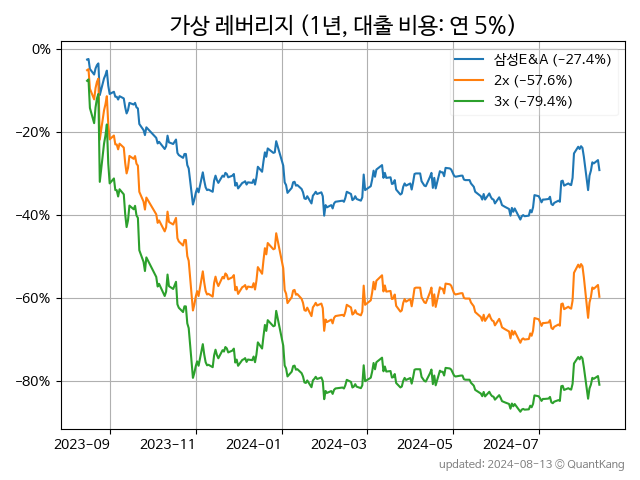 가상 레버리지 (1년, 대출 비용: 연 5%)
삼성E&A (−27.4%)
2x (−57.6%)
3x (−79.4%)
0%
−20%
−40%
−60%
−80%
2023−09 2023−11 2024−01 2024−03 2024−05 2024−07
updated: 2024-08-13 © QuantKang